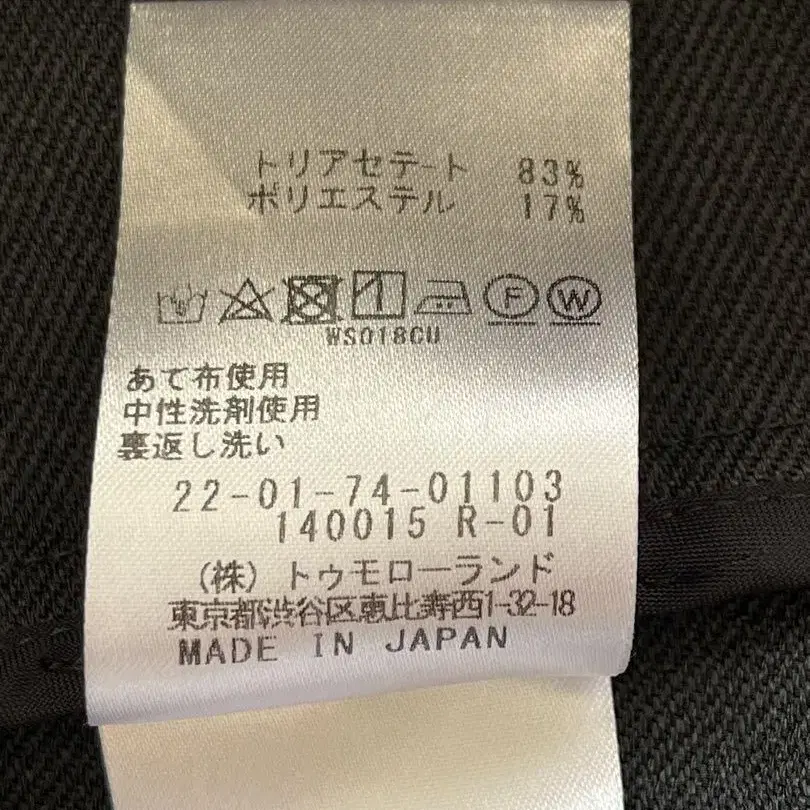 トリアセテート 83%
ポリエステル 17%
F W
WS018CU
あて布使用
中性洗剤使用
裏返し洗い
22-01-74-01103
140015 R-01
(株) トゥモローランド
東京都渋谷区恵比寿西1-32-18
MADE IN JAPAN